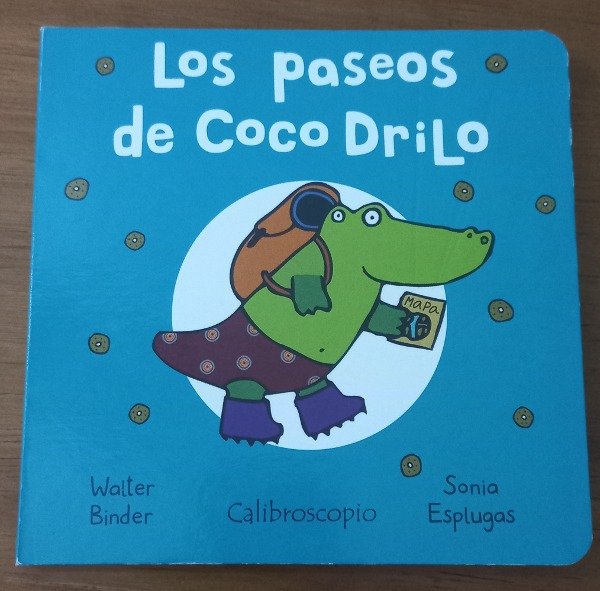 Los paseos
de Coco DriLo
MaPa
Walter
Binder
Calibroscopio
Sonia
Esplugas